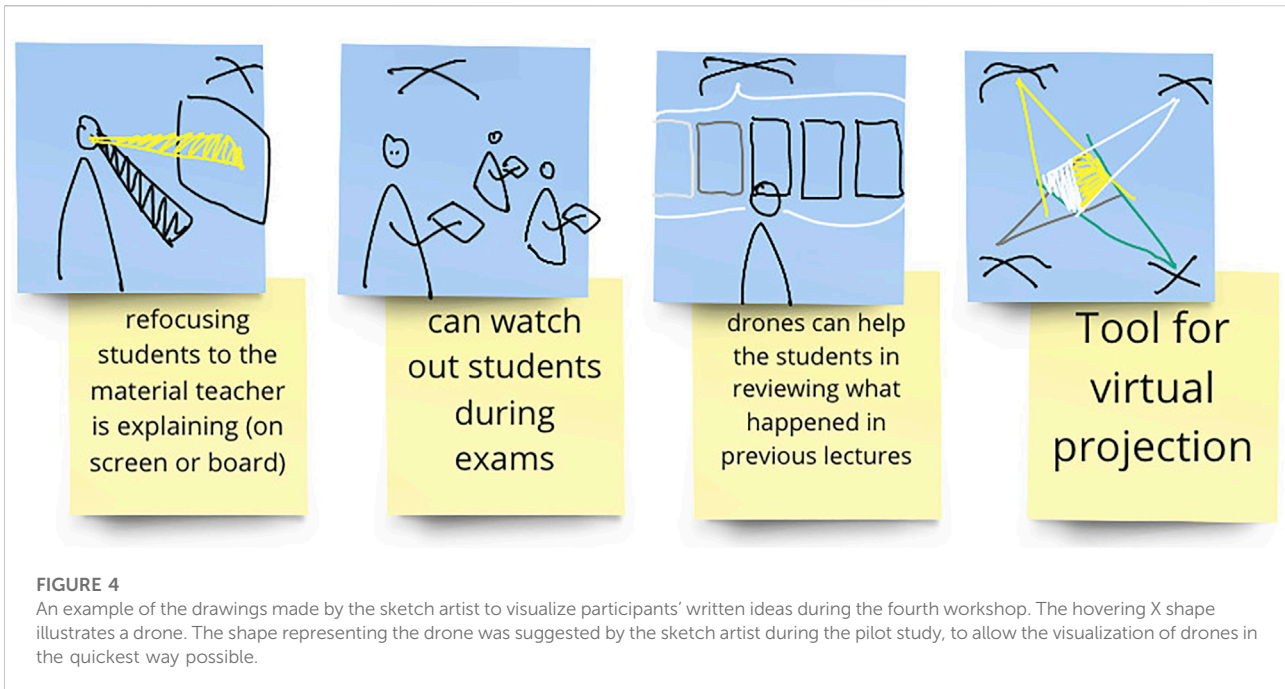 refocusing
students to the
material teacher
is explaining (on
screen or board)
can watch
out students
during
exams
drones can help
the students in
reviewing what
happened in
previous lectures
Tool for
virtual
projection
FIGURE 4
An example of the drawings made by the sketch artist to visualize participants’ written ideas during the fourth workshop. The hovering X shape
illustrates a drone. The shape representing the drone was suggested by the sketch artist during the pilot study, to allow the visualization of drones in
the quickest way possible.